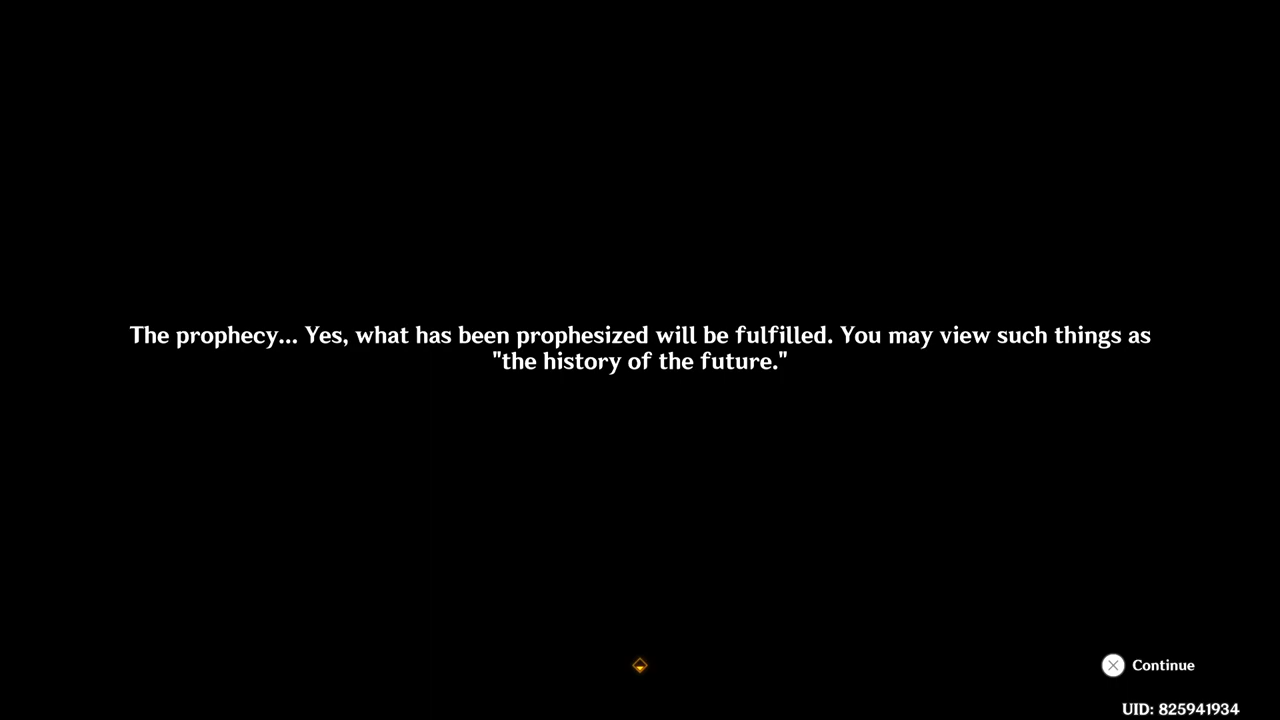 The prophecy... Yes, what has been prophesized will be fulfilled. You may view such things as
"the history of the future."
Continue
UID: 825941934